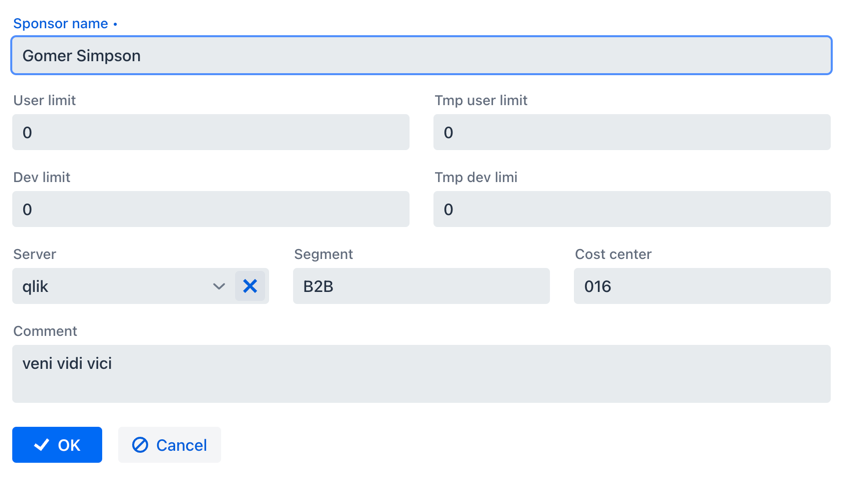 Sponsor name •
Gomer Simpson
User limit Tmp user limit
0 0
Dev limit Tmp dev limi
0 0
Server Segment Cost center
qlik B2B 016
Comment
veni vidi vici
OK Cancel